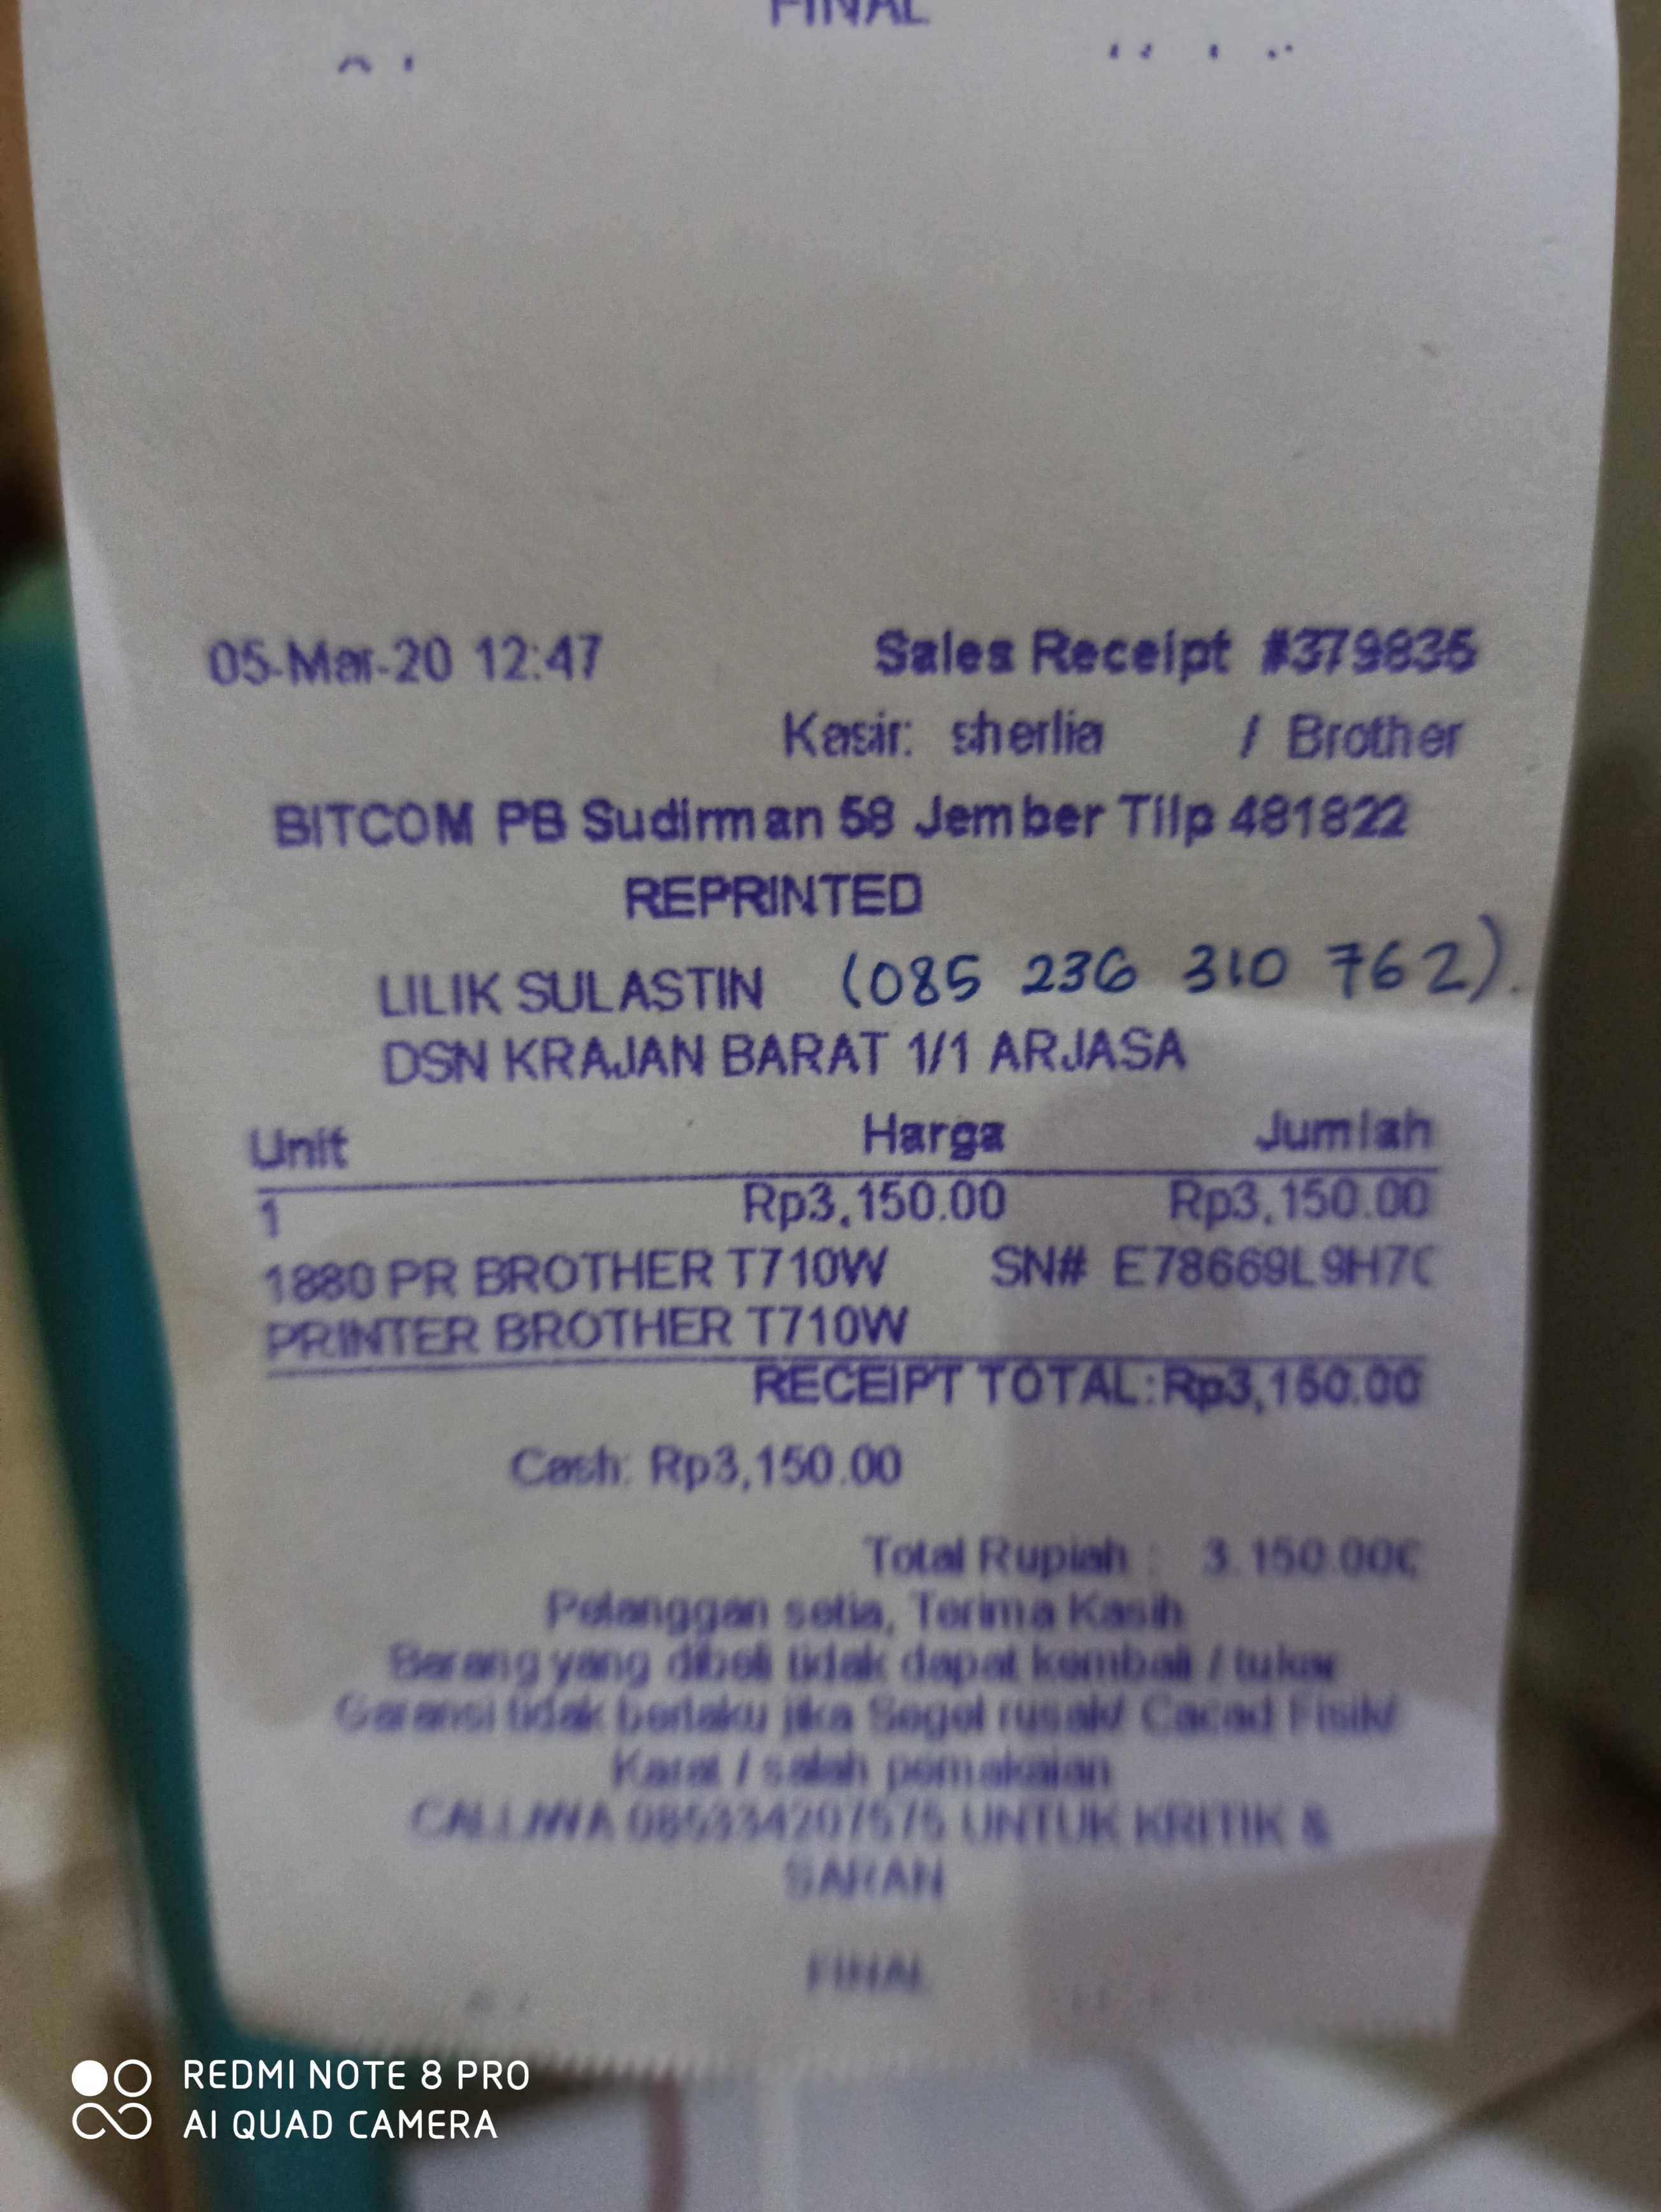 FINAL
05-Mar-20 12:47 Sales Receipt #379835
Kasir: sherlia / Brother
BITCOM PB Sudirman 58 Jember Tilp 481822
REPRINTED
LILIK SULASTIN (085 236 310 762).
DSN KRAJAN BARAT 1/1 ARJASA
Unit Harga Jumlah
1 Rp3,150.00 Rp3,150.00
1880 PR BROTHER T710W SN# E78669L9H7
PRINTER BROTHER T710W
RECEIPT TOTAL: Rp3,150.00
Cash: Rp3,150.00
Total Rupiah : 3.150.000
Pelanggan setia, Terima Kasih
Barang yang dibeli tidak dapat kembali / tukar
Garansi tidak berlaku jika Segel rusak/ Cacad Fisik/
Karat / salah pemakaian
CALL/WA 085334207575 UNTUK KRITIK &
SARAN
FINAL
REDMI NOTE 8 PRO
AI QUAD CAMERA